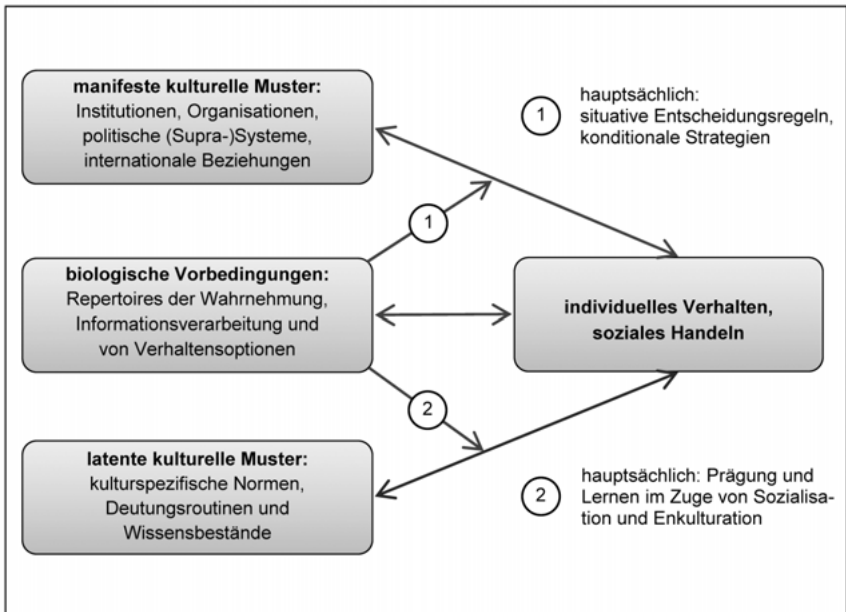 manifeste kulturelle Muster:
Institutionen, Organisationen,
politische (Supra-)Systeme,
internationale Beziehungen
1
hauptsächlich:
situative Entscheidungsregeln,
konditionale Strategien
1
biologische Vorbedingungen:
Repertoires der Wahrnehmung,
Informationsverarbeitung und
von Verhaltensoptionen
individuelles Verhalten,
soziales Handeln
2
latente kulturelle Muster:
kulturspezifische Normen,
Deutungsroutinen und
Wissensbestände
2
hauptsächlich: Prägung und
Lernen im Zuge von Sozialisa-
tion und Enkulturation